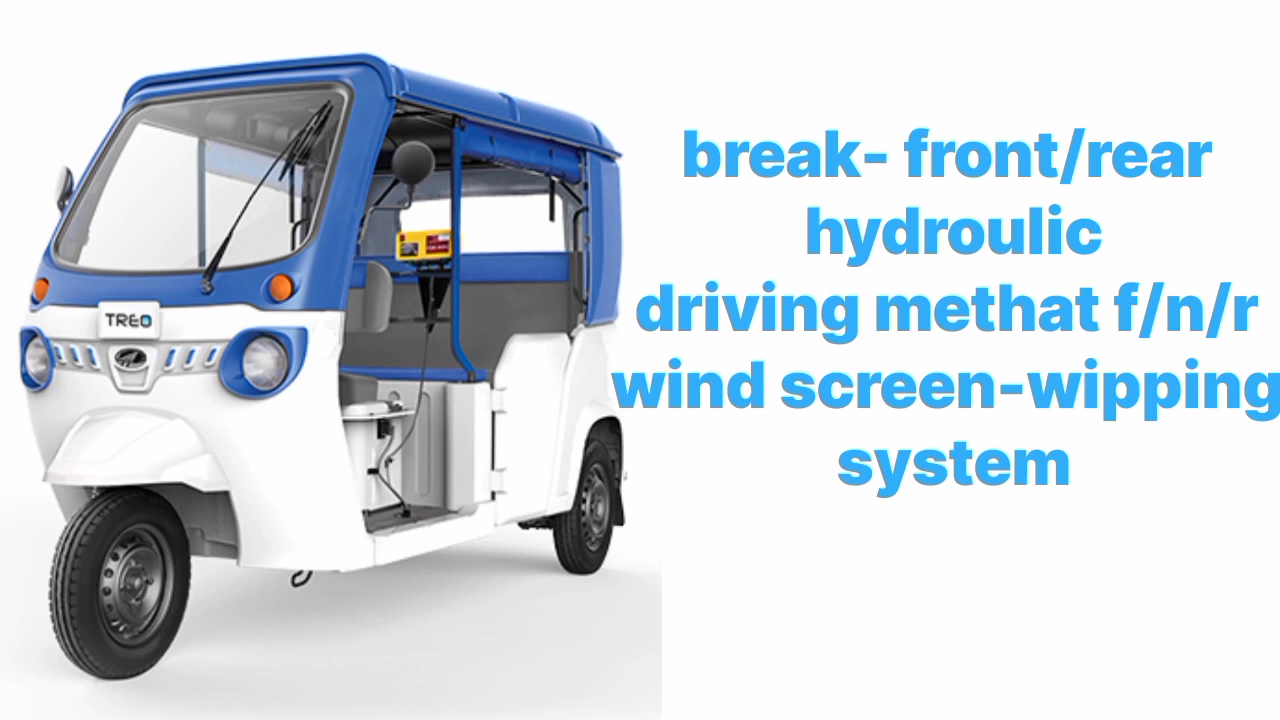 break- front/rear
hydroulic
driving methat f/n/r
wind screen-wipping
system
TREO